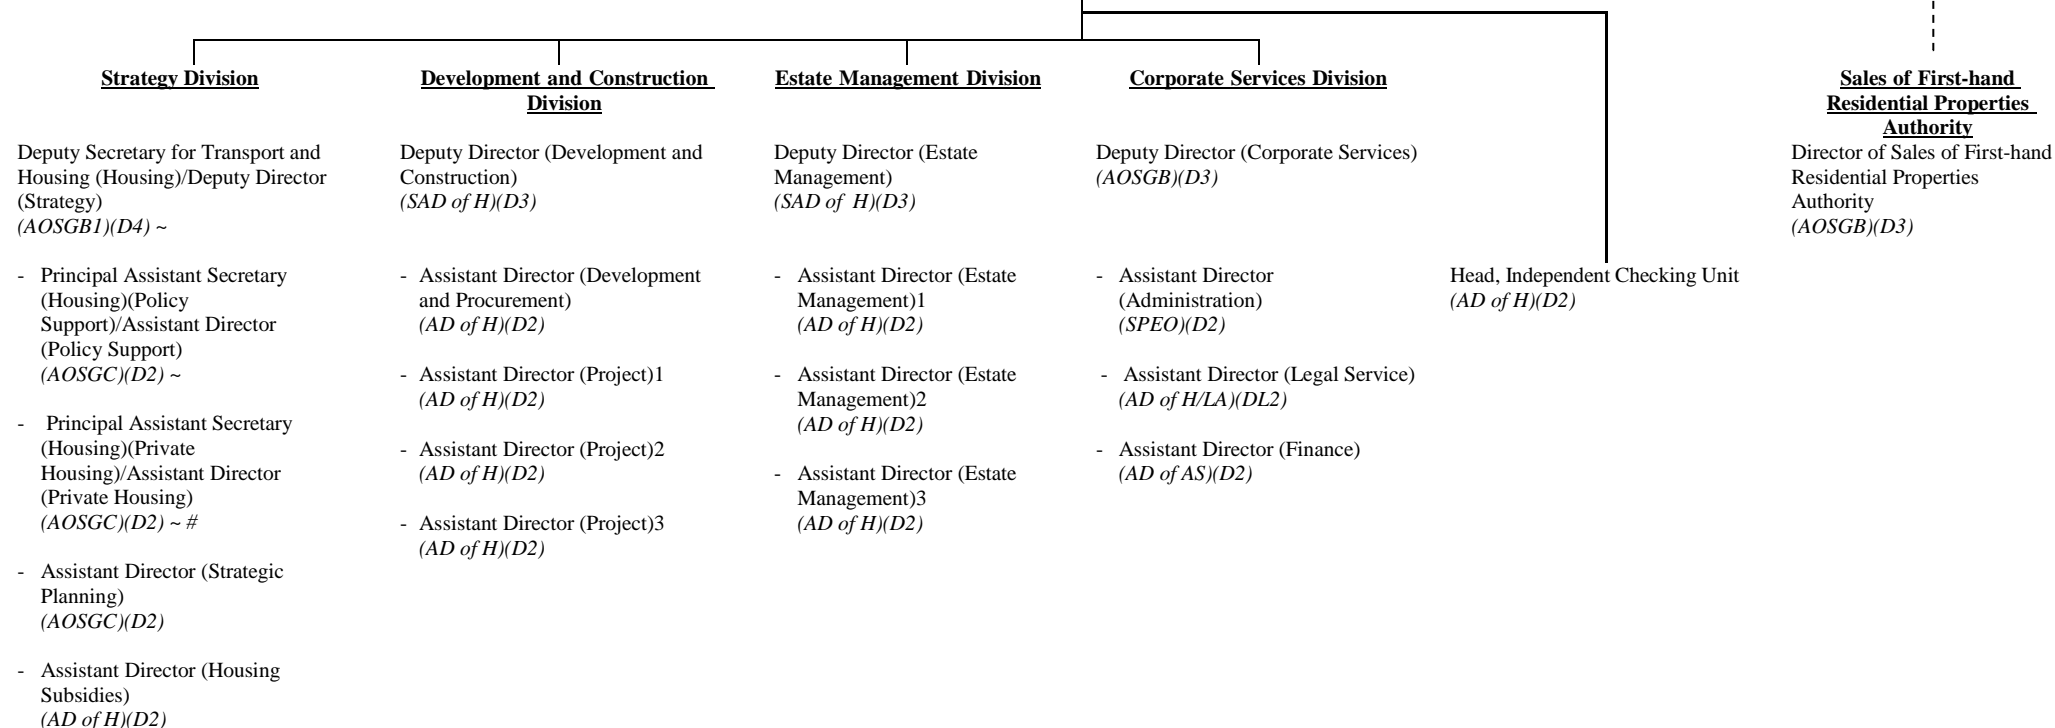 Strategy Division
Deputy Secretary for Transport and
Housing (Housing)/Deputy Director
(Strategy)
(AOSGB1)(D4) ~
- Principal Assistant Secretary
(Housing)(Policy
Support)/Assistant Director
(Policy Support)
(AOSGC)(D2) ~
- Principal Assistant Secretary
(Housing)(Private
Housing)/Assistant Director
(Private Housing)
(AOSGC)(D2) ~ #
- Assistant Director (Strategic
Planning)
(AOSGC)(D2)
- Assistant Director (Housing
Subsidies)
(AD of H)(D2)
Development and Construction
Division
Deputy Director (Development and
Construction)
(SAD of H)(D3)
- Assistant Director (Development
and Procurement)
(AD of H)(D2)
- Assistant Director (Project)1
(AD of H)(D2)
- Assistant Director (Project)2
(AD of H)(D2)
- Assistant Director (Project)3
(AD of H)(D2)
Estate Management Division
Deputy Director (Estate
Management)
(SAD of H)(D3)
- Assistant Director (Estate
Management)1
(AD of H)(D2)
- Assistant Director (Estate
Management)2
(AD of H)(D2)
- Assistant Director (Estate
Management)3
(AD of H)(D2)
Corporate Services Division
Deputy Director (Corporate Services)
(AOSGB)(D3)
- Assistant Director
(Administration)
(SPEO)(D2)
- Assistant Director (Legal Service)
(AD of H/LA)(DL2)
- Assistant Director (Finance)
(AD of AS)(D2)
Head, Independent Checking Unit
(AD of H)(D2)
Sales of First-hand
Residential Properties
Authority
Director of Sales of First-hand
Residential Properties
Authority
(AOSGB)(D3)